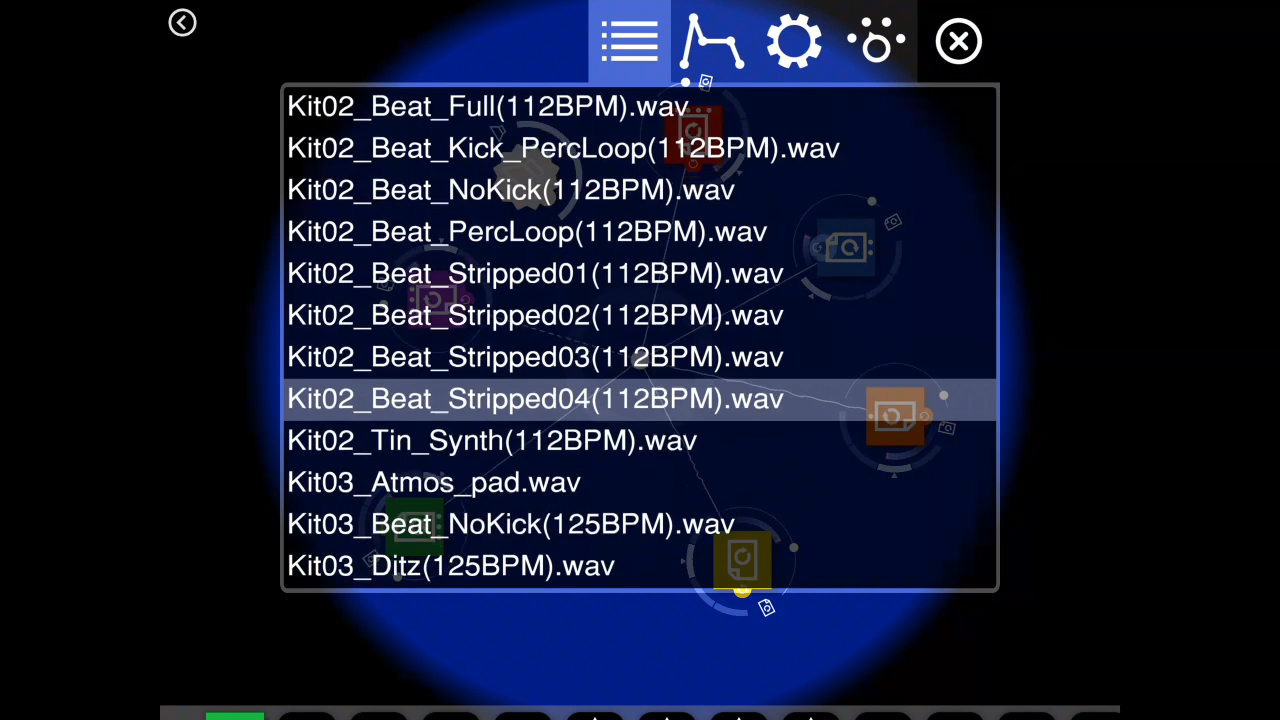 Kit02_Beat_Full(112BPM).wav
Kit02_Beat_Kick_PercLoop(112BPM).wav
Kit02_Beat_NoKick(112BPM).wav
Kit02_Beat_PercLoop(112BPM).wav
Kit02_Beat_Stripped01(112BPM).wav
Kit02_Beat_Stripped02(112BPM).wav
Kit02_Beat_Stripped03(112BPM).wav
Kit02_Beat_Stripped04(112BPM).wav
Kit02_Tin_Synth(112BPM).wav
Kit03_Atmos_pad.wav
Kit03_Beat_NoKick(125BPM).wav
Kit03_Ditz(125BPM).wav